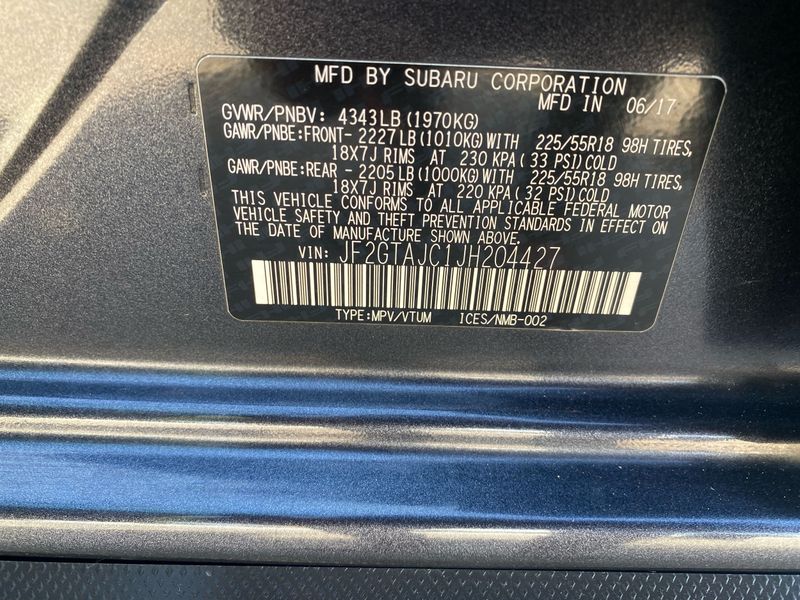 MFD BY SUBARU CORPORATION
MFD IN 06/17
GVWR/PNBV: 4343LB(1970KG)
GAWR/PNBE:FRONT-2227LB(1010KG)WITH 225/55R18 98H TIRES,
18X7J RIMS AT 230 KPA(33 PSI)COLD
GAWR/PNBE:REAR -2205LB(1000KG)WITH 225/55R18 98H TIRES,
18X7J RIMS AT 220 KPA(32 PSI)COLD
THIS VEHICLE CONFORMS TO ALL APPLICABLE FEDERAL MOTOR
VEHICLE SAFETY AND THEFT PREVENTION STANDARDS IN EFFECT ON
THE DATE OF MANUFACTURE SHOWN ABOVE.
VIN: JF2GTAJC1JH204427
TYPE:MPV/VTUM ICES/NMB-002